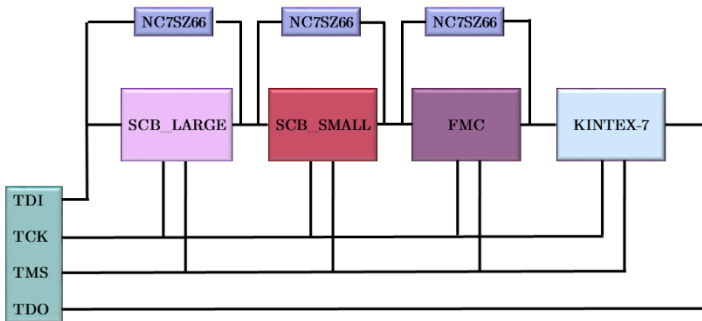 NC7SZ66
NC7SZ66
NC7SZ66
SCB_LARGE
SCB_SMALL
FMC
KINTEX-7
TDI
TCK
TMS
TDO